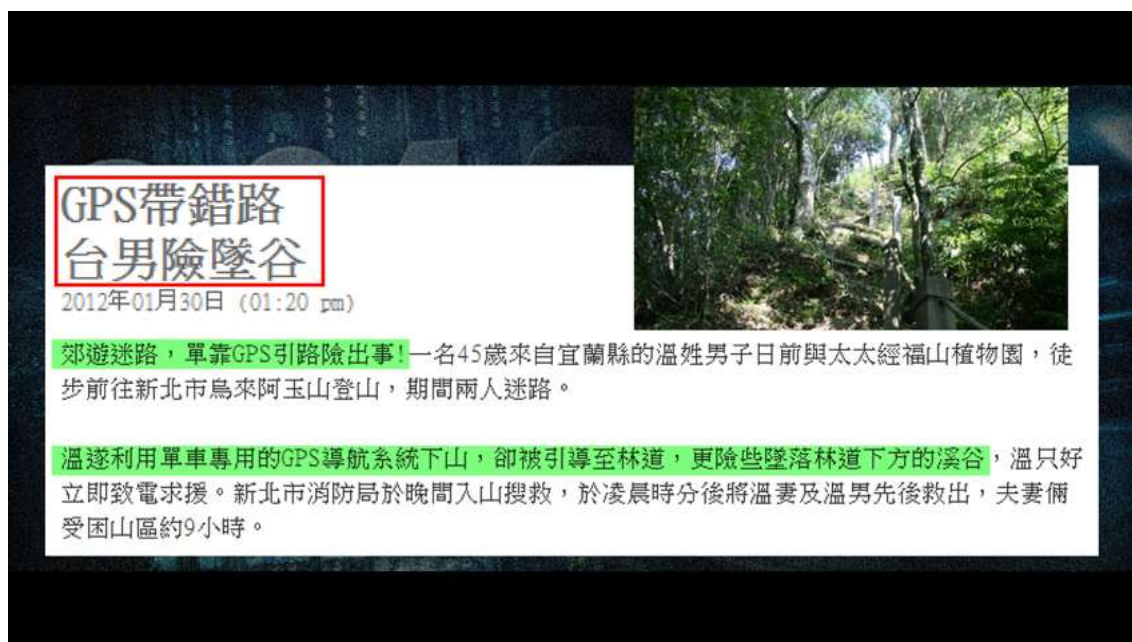 GPS帶錯路
台男險墜谷
2012年01月30日 (01:20 pm)
郊遊迷路，單靠GPS引路險出事!一名45歲來自宜蘭縣的溫姓男子日前與太太經福山植物園，徒
步前往新北市烏來阿玉山登山，期間兩人迷路。
溫遂利用單車專用的GPS導航系統下山，卻被引導至林道，更險些墜落林道下方的溪谷，溫只好
立即致電求援。新北市消防局於晚間入山搜救，於凌晨時分後將溫妻及溫男先後救出，夫妻倆
受困山區約9小時。